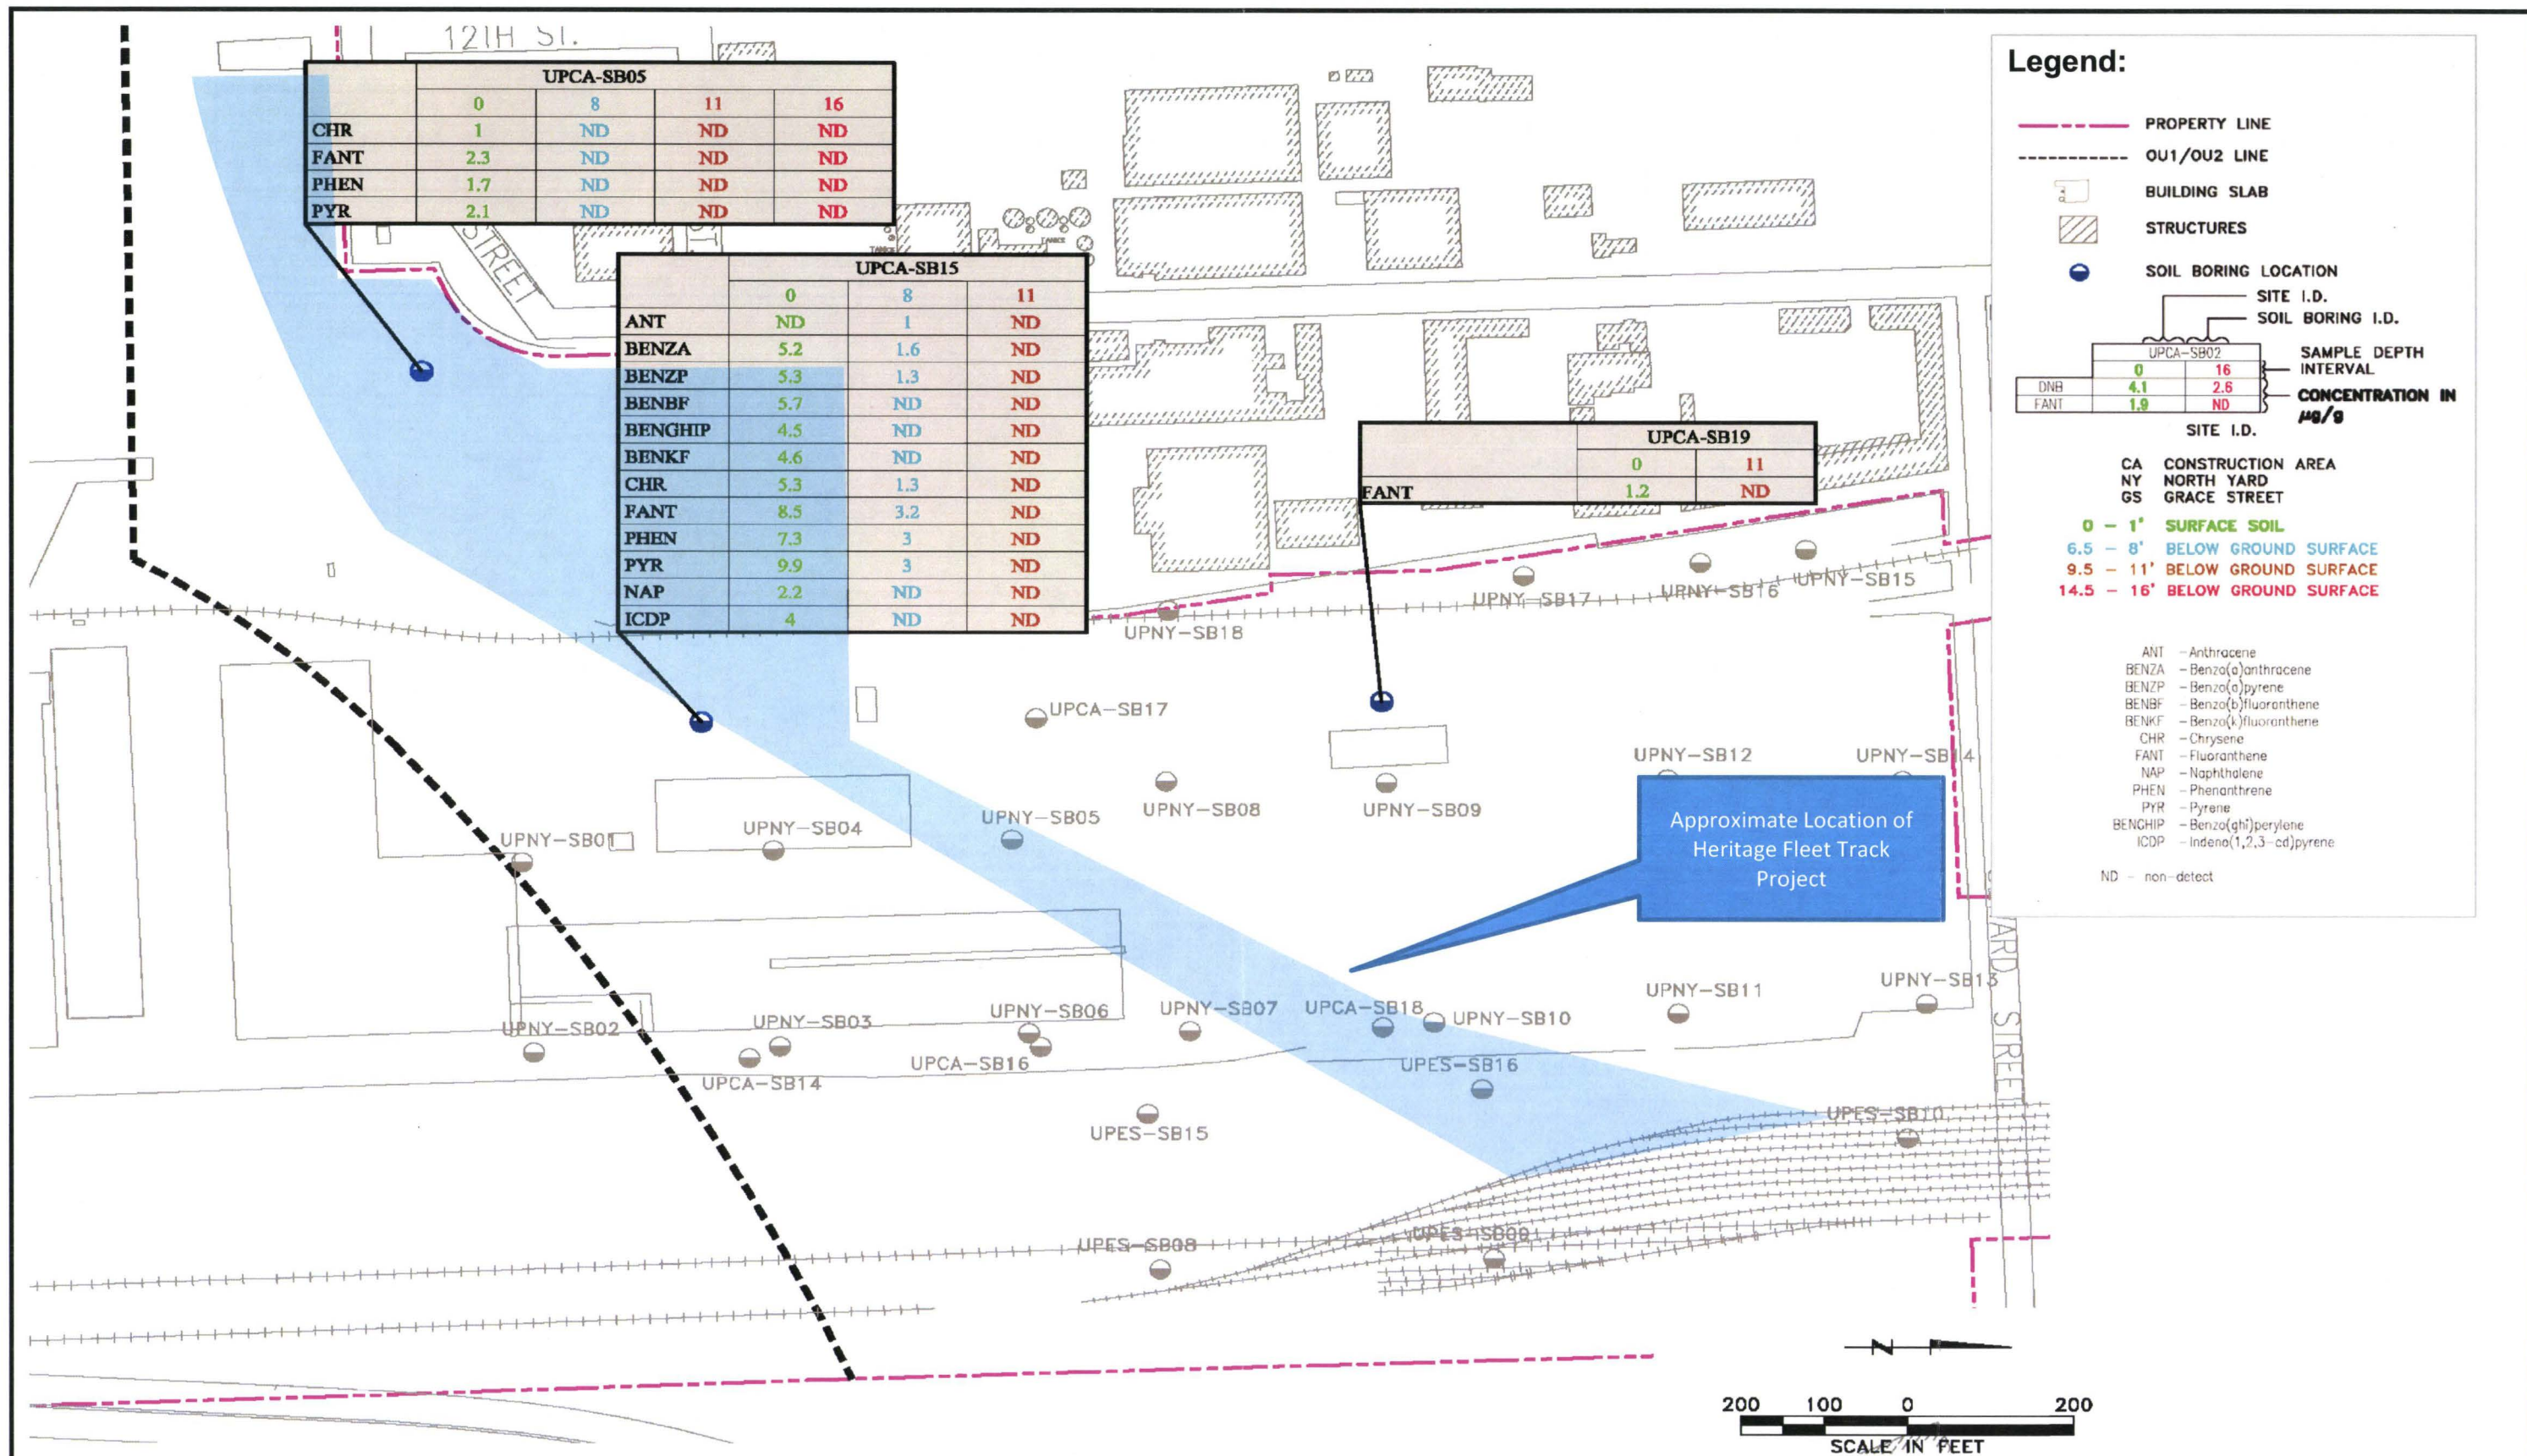 12TH ST.
UPCA-SB05
0 8 11 16
CHR 1 ND ND ND
FANT 2.3 ND ND ND
PHEN 1.7 ND ND ND
PYR 2.1 ND ND ND
STREET
UPCA-SB15
0 8 11
ANT ND 1 ND
BENZA 5.2 1.6 ND
BENZP 5.3 1.3 ND
BENBF 5.7 ND ND
BENGHIP 4.5 ND ND
BENKF 4.6 ND ND
CHR 5.3 1.3 ND
FANT 8.5 3.2 ND
PHEN 7.3 3 ND
PYR 9.9 3 ND
NAP 2.2 ND ND
ICDP 4 ND ND
UPCA-SB19
0 11
FANT 1.2 ND
UPNY-SB15
UPNY-SB16
UPNY-SB17
UPNY-SB18
UPCA-SB17
UPNY-SB12
UPNY-SB14
UPNY-SB05
UPNY-SB08
UPNY-SB09
UPNY-SB01
UPNY-SB04
Approximate Location of
Heritage Fleet Track
Project
UPNY-SB11
UPNY-SB13
UPNY-SB02
UPNY-SB03
UPNY-SB06
UPNY-SB07
UPCA-SB18
UPNY-SB10
UPCA-SB14
UPCA-SB16
UPES-SB16
UPES-SB15
UPES-SB10
UPES-SB08
UPES-SB09
ARD STREET
Legend:
PROPERTY LINE
OU1/OU2 LINE
BUILDING SLAB
STRUCTURES
SOIL BORING LOCATION
SITE I.D.
SOIL BORING I.D.
UPCA-SB02
0 16
DNB 4.1 2.6
FANT 1.9 ND
SAMPLE DEPTH
INTERVAL
CONCENTRATION IN
µg/g
SITE I.D.
CA CONSTRUCTION AREA
NY NORTH YARD
GS GRACE STREET
0 - 1' SURFACE SOIL
6.5 - 8' BELOW GROUND SURFACE
9.5 - 11' BELOW GROUND SURFACE
14.5 - 16' BELOW GROUND SURFACE
ANT - Anthracene
BENZA - Benzo(a)anthracene
BENZP - Benzo(a)pyrene
BENBF - Benzo(b)fluoranthene
BENKF - Benzo(k)fluoranthene
CHR - Chrysene
FANT - Fluoranthene
NAP - Naphthalene
PHEN - Phenanthrene
PYR - Pyrene
BENGHIP - Benzo(ghi)perylene
ICDP - Indeno(1,2,3-cd)pyrene
ND - non-detect
N
200 100 0 200
SCALE IN FEET